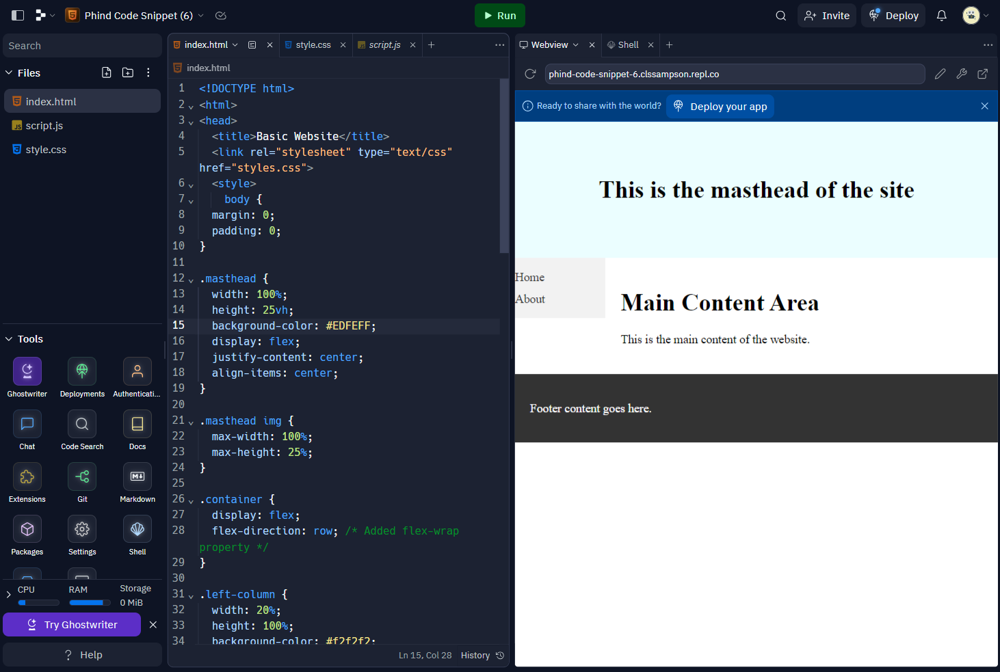 Phind Code Snippet (6)
Run
Invite
Deploy
Search
Files
index.html
script.js
style.css
Tools
Ghostwriter
Deployments
Authenticati...
Chat
Code Search
Docs
Extensions
Git
Markdown
Packages
Settings
Shell
CPU
RAM
Storage
0 MiB
Try Ghostwriter
? Help
index.html
style.css
script.js
index.html
1 <!DOCTYPE html>
2 <html>
3 <head>
4 <title>Basic Website</title>
5 <link rel="stylesheet" type="text/css"
href="styles.css">
6 <style>
7 body {
8 margin: 0;
9 padding: 0;
10 }
11
12 .masthead {
13 width: 100%;
14 height: 25vh;
15 background-color: #EDFEFF;
16 display: flex;
17 justify-content: center;
18 align-items: center;
19 }
20
21 .masthead img {
22 max-width: 100%;
23 max-height: 25%;
24 }
25
26 .container {
27 display: flex;
28 flex-direction: row; /* Added flex-wrap
property */
29 }
30
31 .left-column {
32 width: 20%;
33 height: 100%;
34 background-color: #f2f2f2;
Ln 15, Col 28
History
Webview
Shell
phind-code-snippet-6.clssampson.repl.co
Ready to share with the world?
Deploy your app
This is the masthead of the site
Home
About
Main Content Area
This is the main content of the website.
Footer content goes here.